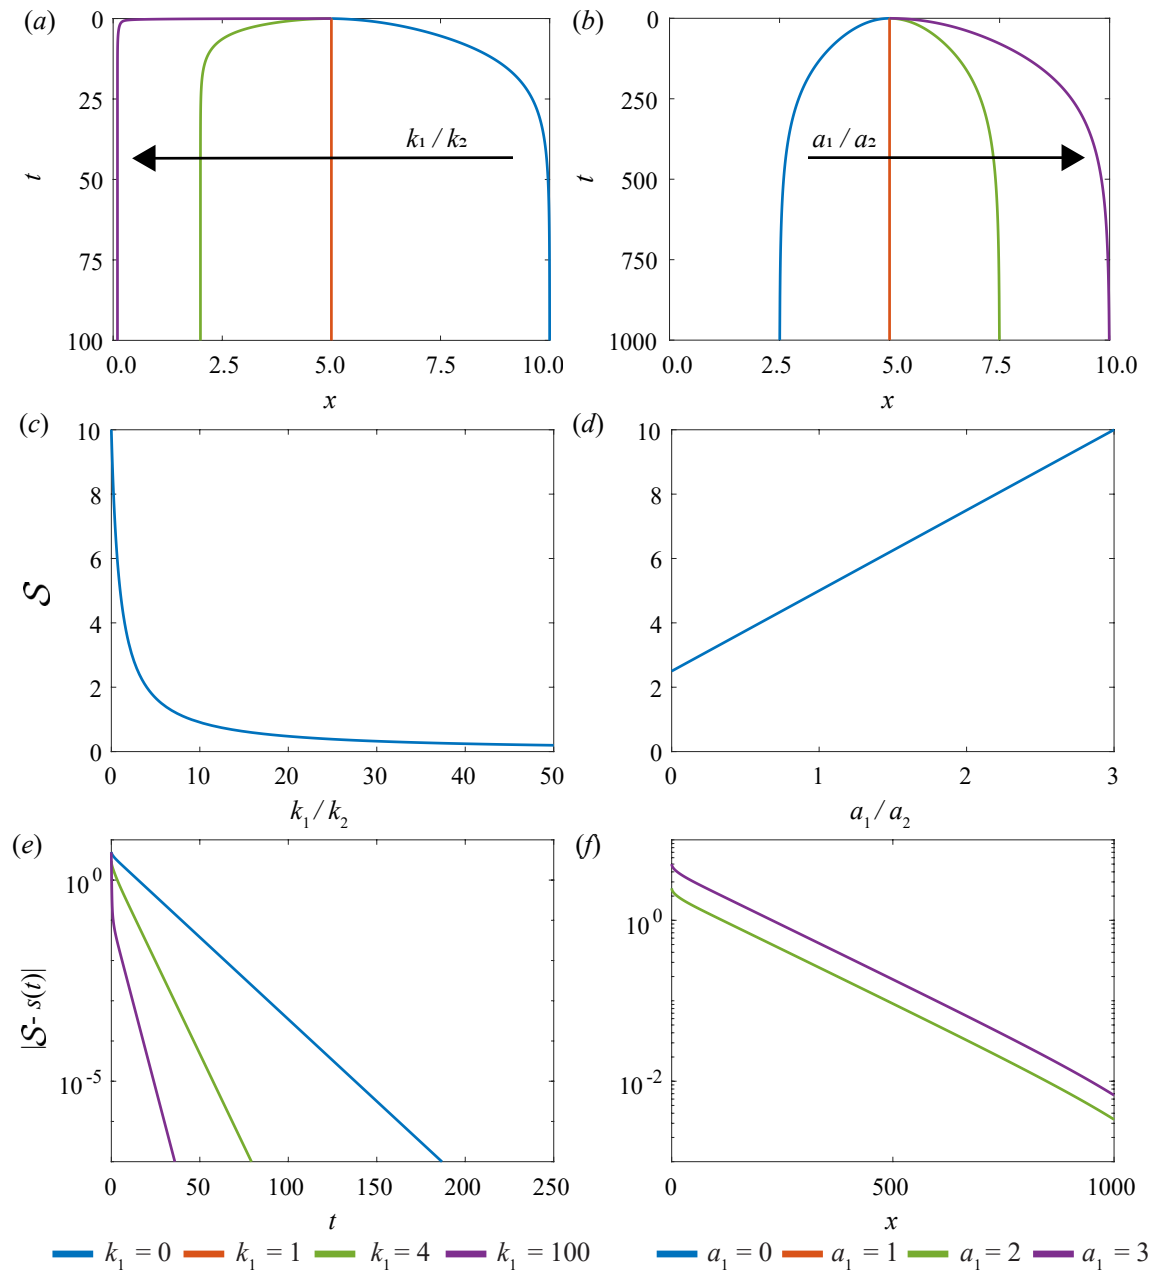 (a)
0
25
50
75
100
t
k₁ / k₂
0.0 2.5 5.0 7.5 10.0
x
(b)
0
250
500
750
1000
t
a₁ / a₂
0.0 2.5 5.0 7.5 10.0
x
(c)
10
8
6
4
2
0
𝒮
0 10 20 30 40 50
k₁ / k₂
(d)
10
8
6
4
2
0
0 1 2 3
a₁ / a₂
(e)
10⁰
10⁻⁵
|𝒮- s(t)|
0 50 100 150 200 250
t
(f)
10⁰
10⁻²
0 500 1000
x
k₁ = 0 k₁ = 1 k₁ = 4 k₁ = 100
a₁ = 0 a₁ = 1 a₁ = 2 a₁ = 3